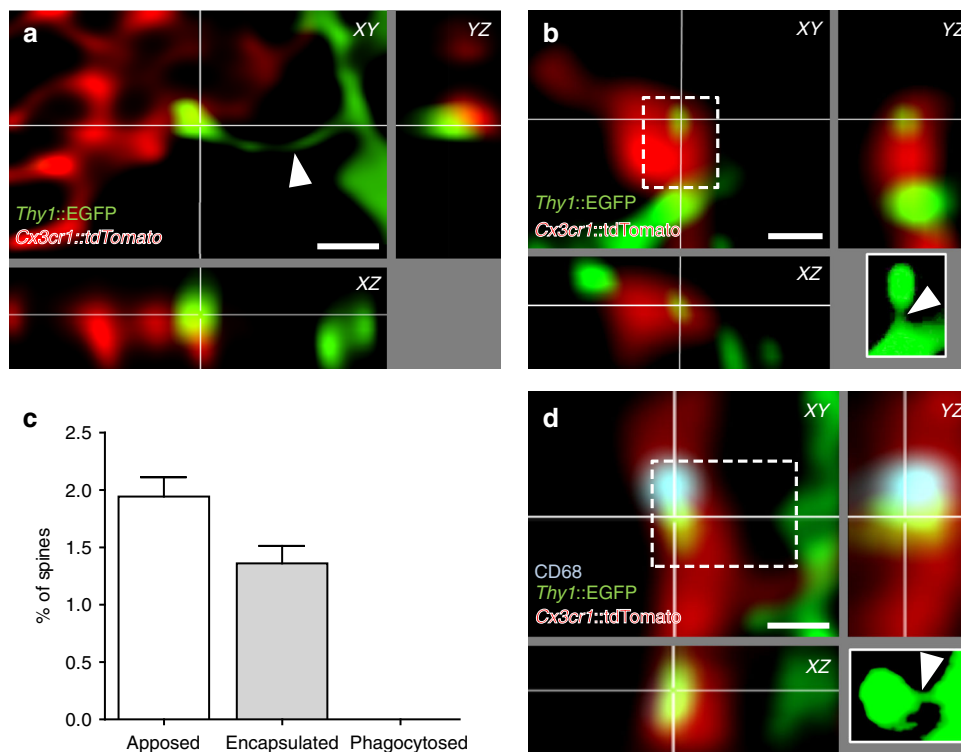 a
XY
YZ
Thy1::EGFP
Cx3cr1::tdTomato
XZ
b
XY
YZ
Thy1::EGFP
Cx3cr1::tdTomato
XZ
c
2.5
2.0
1.5
1.0
0.5
0.0
% of spines
Apposed
Encapsulated
Phagocytosed
d
XY
YZ
CD68
Thy1::EGFP
Cx3cr1::tdTomato
XZ